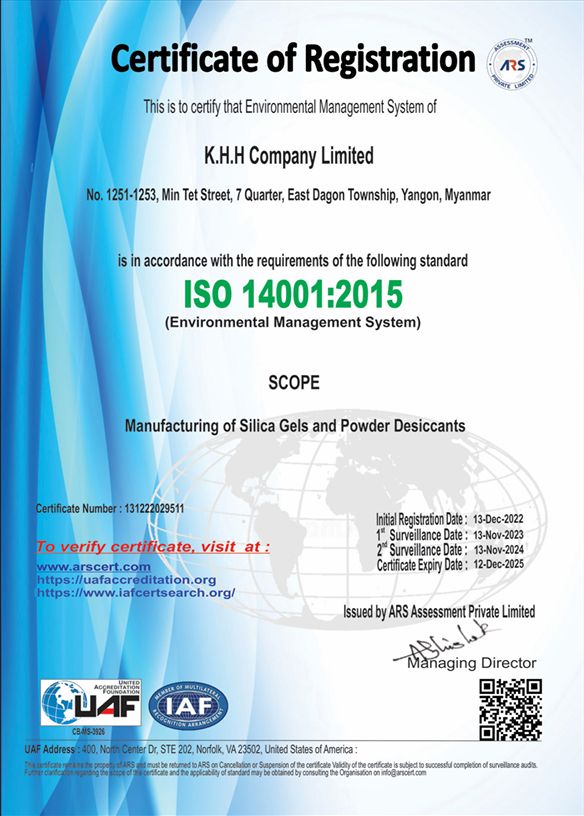 Certificate of Registration
ASSESSMENT
ARS
PRIVATE LIMITED
TM
This is to certify that Environmental Management System of
K.H.H Company Limited
No. 1251-1253, Min Tet Street, 7 Quarter, East Dagon Township, Yangon, Myanmar
is in accordance with the requirements of the following standard
ISO 14001:2015
(Environmental Management System)
SCOPE
Manufacturing of Silica Gels and Powder Desiccants
Certificate Number : 131222029511
To verify certificate, visit at :
www.arscert.com
https://uafaccreditation.org
https://www.iafcertsearch.org/
Initial Registration Date : 13-Dec-2022
1st Surveillance Date : 13-Nov-2023
2nd Surveillance Date : 13-Nov-2024
Certificate Expiry Date : 12-Dec-2025
Issued by ARS Assessment Private Limited
Abhishek
Managing Director
UNITED
ACCREDITATION
FOUNDATION
UAF
CB-MS-3926
MEMBER OF MULTILATERAL
IAF
RECOGNITION ARRANGEMENT
UAF Address : 400, North Center Dr, STE 202, Norfolk, VA 23502, United States of America :
This certificate remains the property of ARS and must be returned to ARS on Cancellation or Suspension of the certificate Validity of the certificate is subject to successful completion of surveillance audits.
Further clarification regarding the scope of this certificate and the applicability of standard may be obtained by consulting the Organisation on info@arscert.com